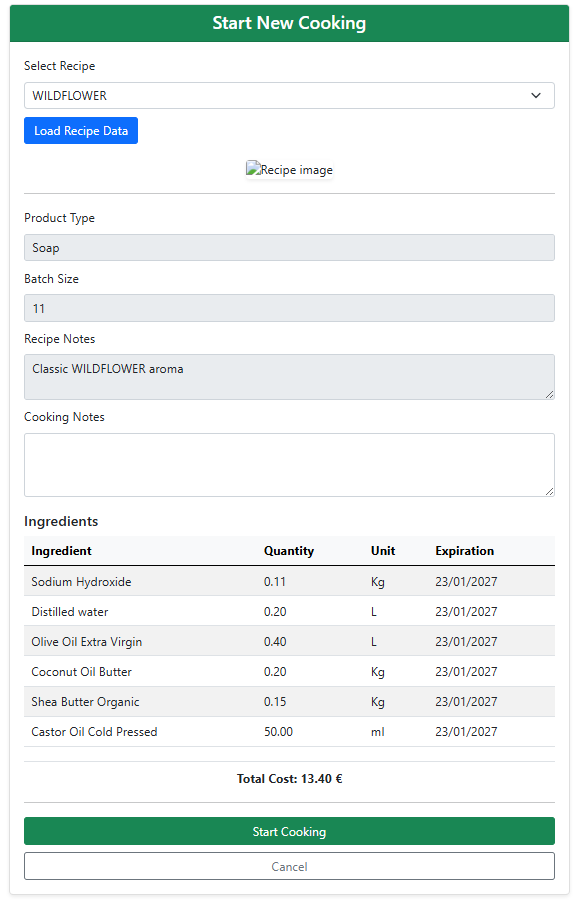 Start New Cooking
Select Recipe
WILDFLOWER
Load Recipe Data
Recipe image
Product Type
Soap
Batch Size
11
Recipe Notes
Classic WILDFLOWER aroma
Cooking Notes
Ingredients
Ingredient Quantity Unit Expiration
Sodium Hydroxide 0.11 Kg 23/01/2027
Distilled water 0.20 L 23/01/2027
Olive Oil Extra Virgin 0.40 L 23/01/2027
Coconut Oil Butter 0.20 Kg 23/01/2027
Shea Butter Organic 0.15 Kg 23/01/2027
Castor Oil Cold Pressed 50.00 ml 23/01/2027
Total Cost: 13.40 €
Start Cooking
Cancel